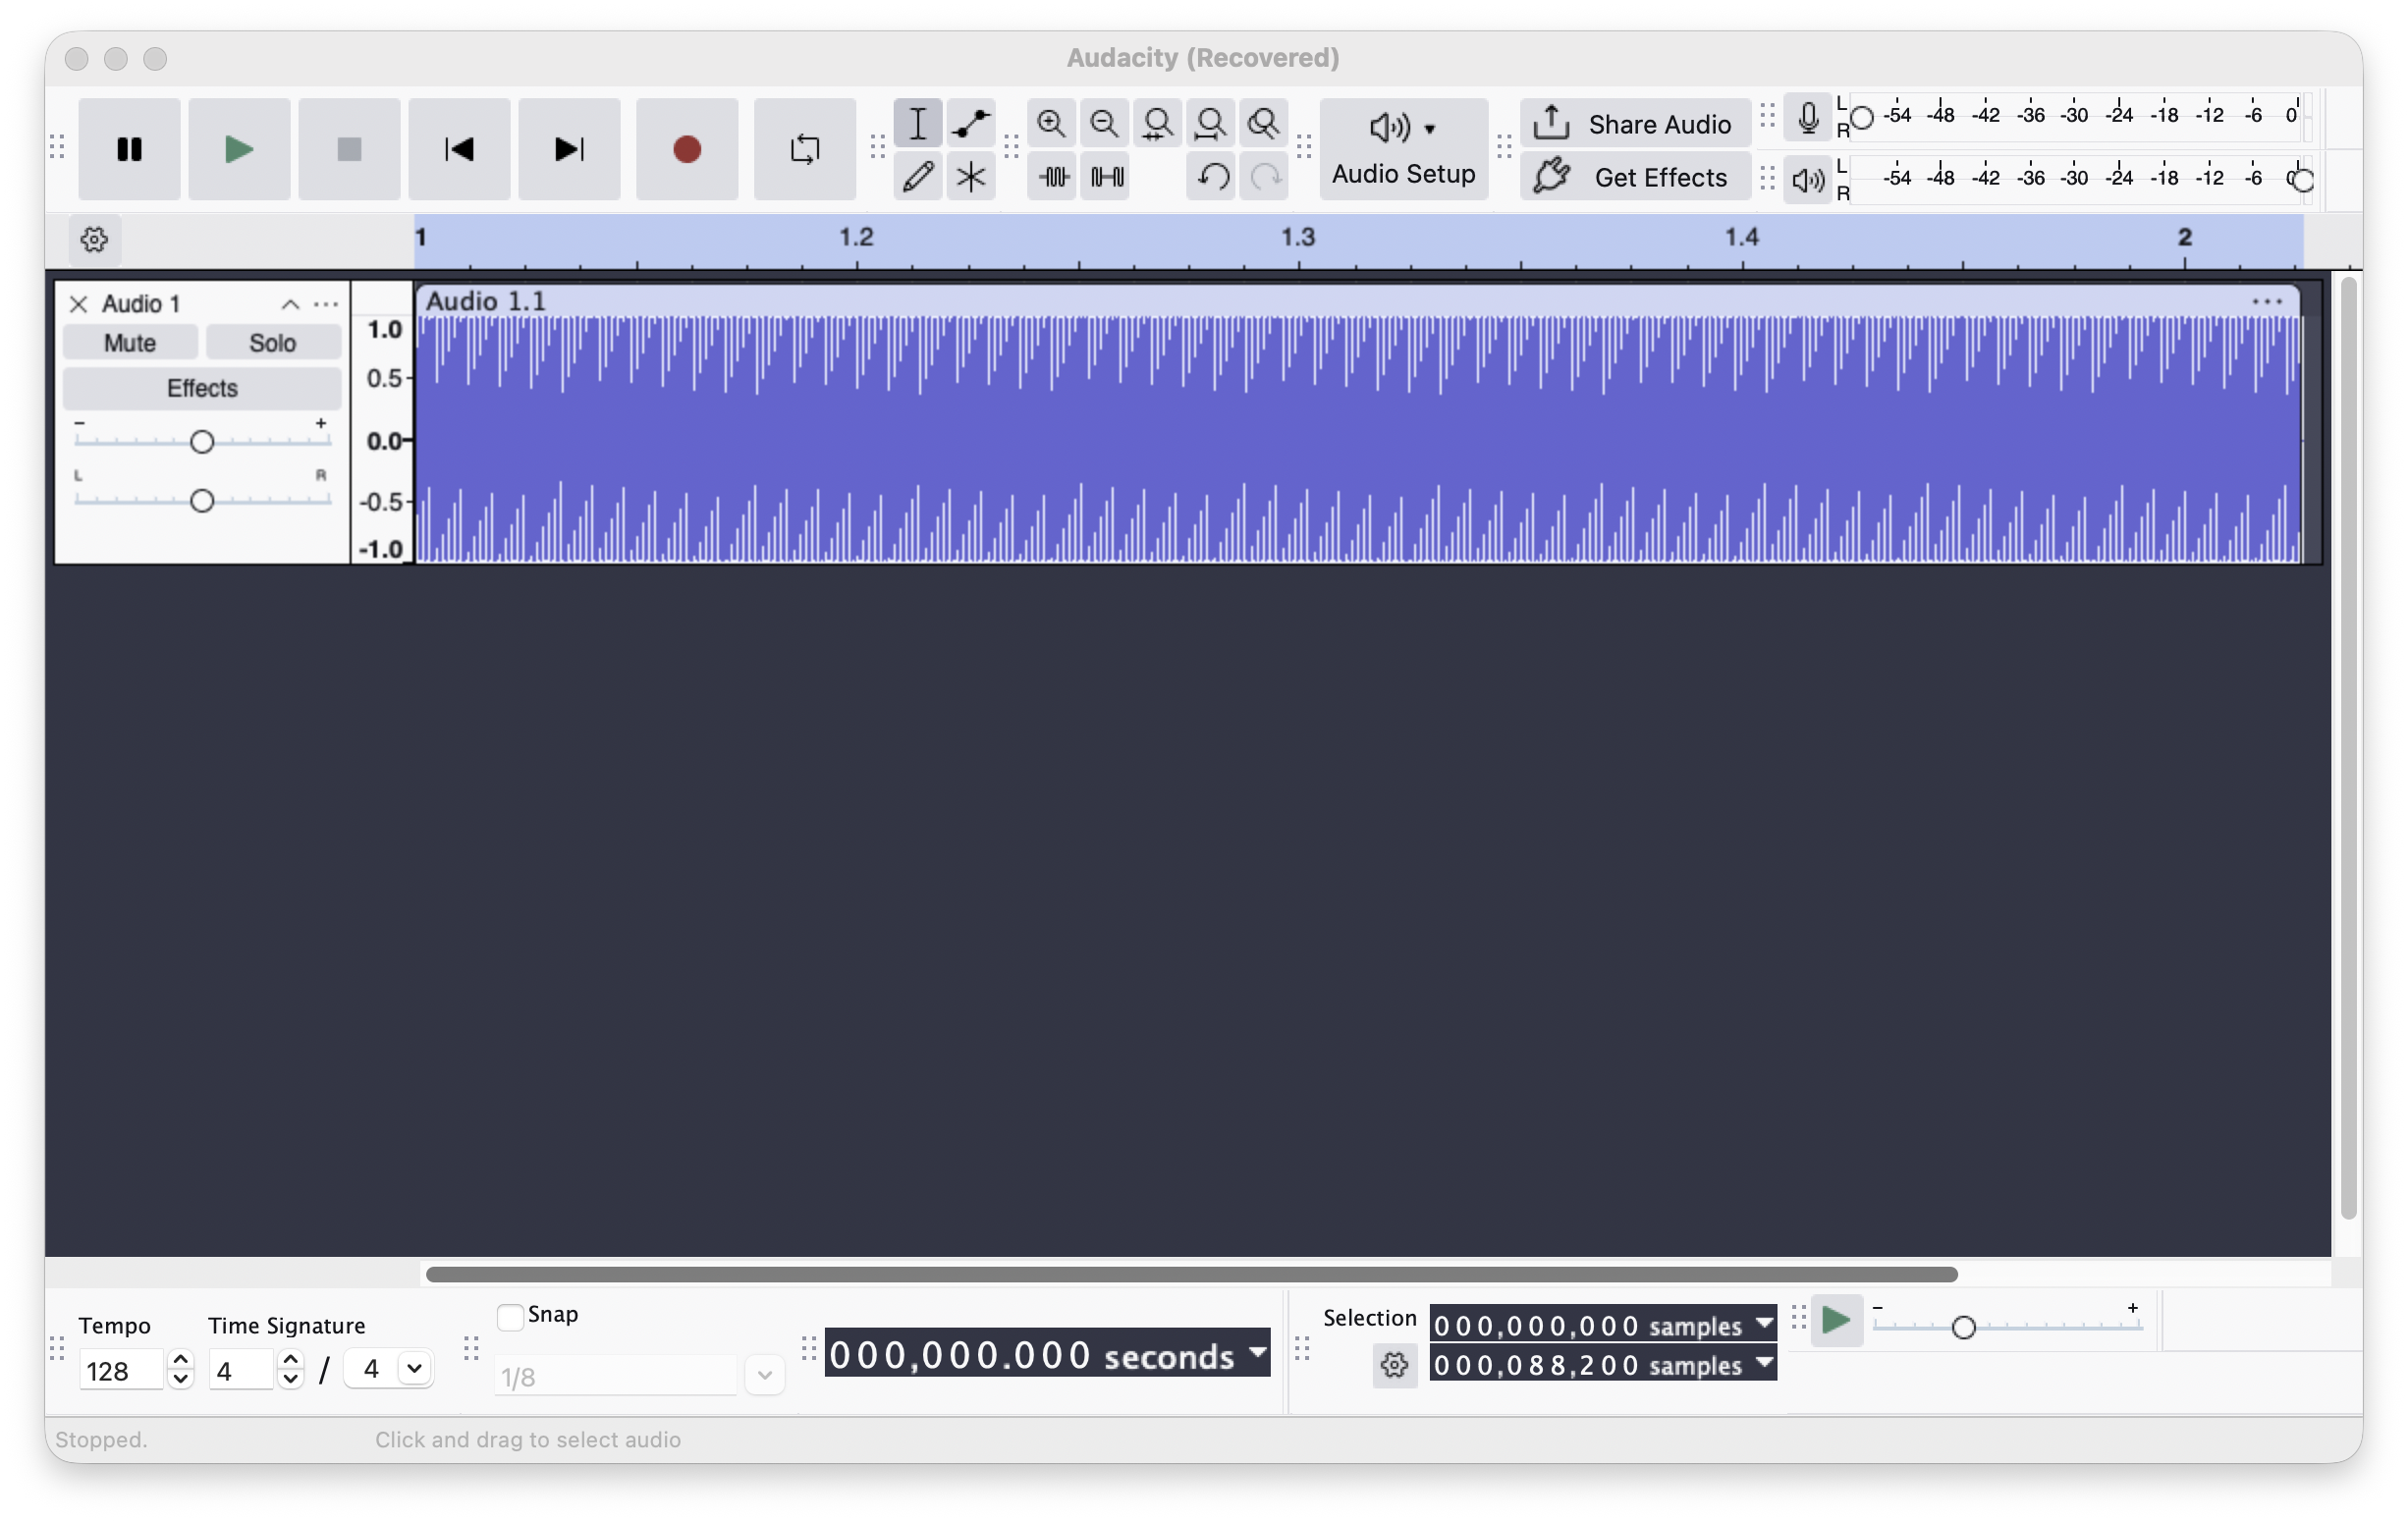 Audacity (Recovered)
Share Audio
Audio Setup
Get Effects
L
R
-54 -48 -42 -36 -30 -24 -18 -12 -6 0
L
R
-54 -48 -42 -36 -30 -24 -18 -12 -6 0
1 1.2 1.3 1.4 2
Audio 1
Audio 1.1
Mute Solo
Effects
- +
L R
1.0
0.5
0.0
-0.5
-1.0
Tempo
128
Time Signature
4 / 4
Snap
1/8
000,000.000 seconds
Selection
000,000,000 samples
000,088,200 samples
- +
Stopped.
Click and drag to select audio